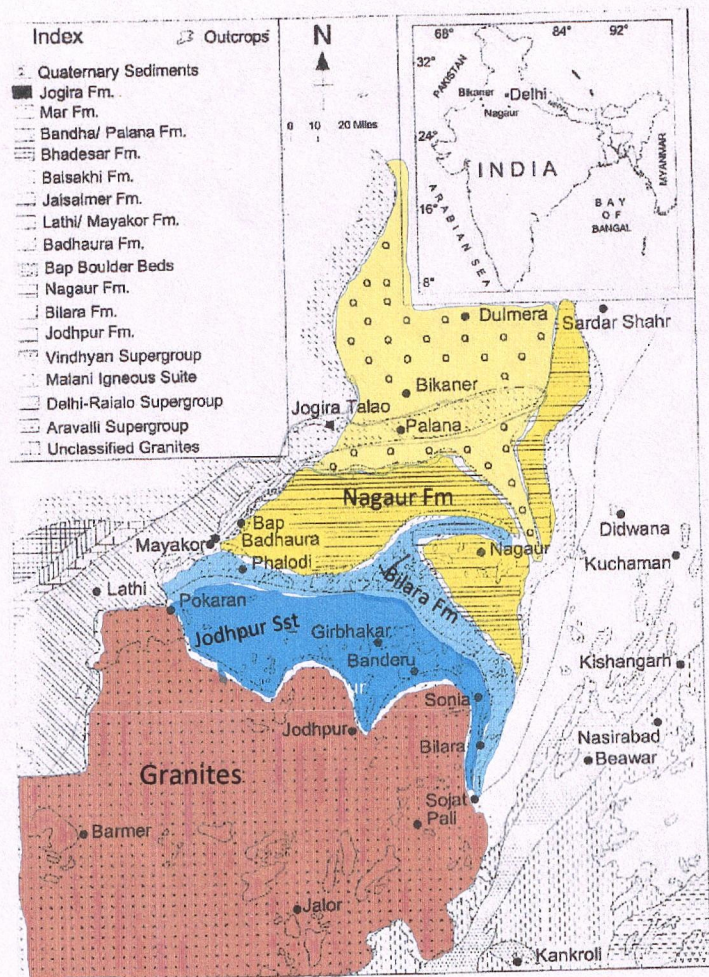 Index
Outcrops
Quaternary Sediments
Jogira Fm.
Mar Fm.
Bandha/ Palana Fm.
Bhadesar Fm.
Baisakhi Fm.
Jaisalmer Fm.
Lathi/ Mayakor Fm.
Badhaura Fm.
Bap Boulder Beds
Nagaur Fm.
Bilara Fm.
Jodhpur Fm.
Vindhyan Supergroup
Malani Igneous Suite
Delhi-Raialo Supergroup
Aravalli Supergroup
Unclassified Granites
N
0 10 20 Miles
68° 84° 92°
32°
24°
16°
8°
PAKISTAN
Bikaner
Delhi
Nagaur
INDIA
MYANMAR
ARABIAN SEA
BAY
OF
BANGAL
Dulmera
Sardar Shahr
Bikaner
Jogira Talao
Palana
Nagaur Fm
Bap
Badhaura
Mayakor
Phalodi
Nagaur
Didwana
Kuchaman
Lathi
Pokaran
Bilara Fm
Jodhpur Sst
Girbhakar
Banderu
Kishangarh
Sonia
Jodhpur
Nasirabad
Bilara
Beawar
Granites
Sojat
Pali
Barmer
Jalor
Kankroli